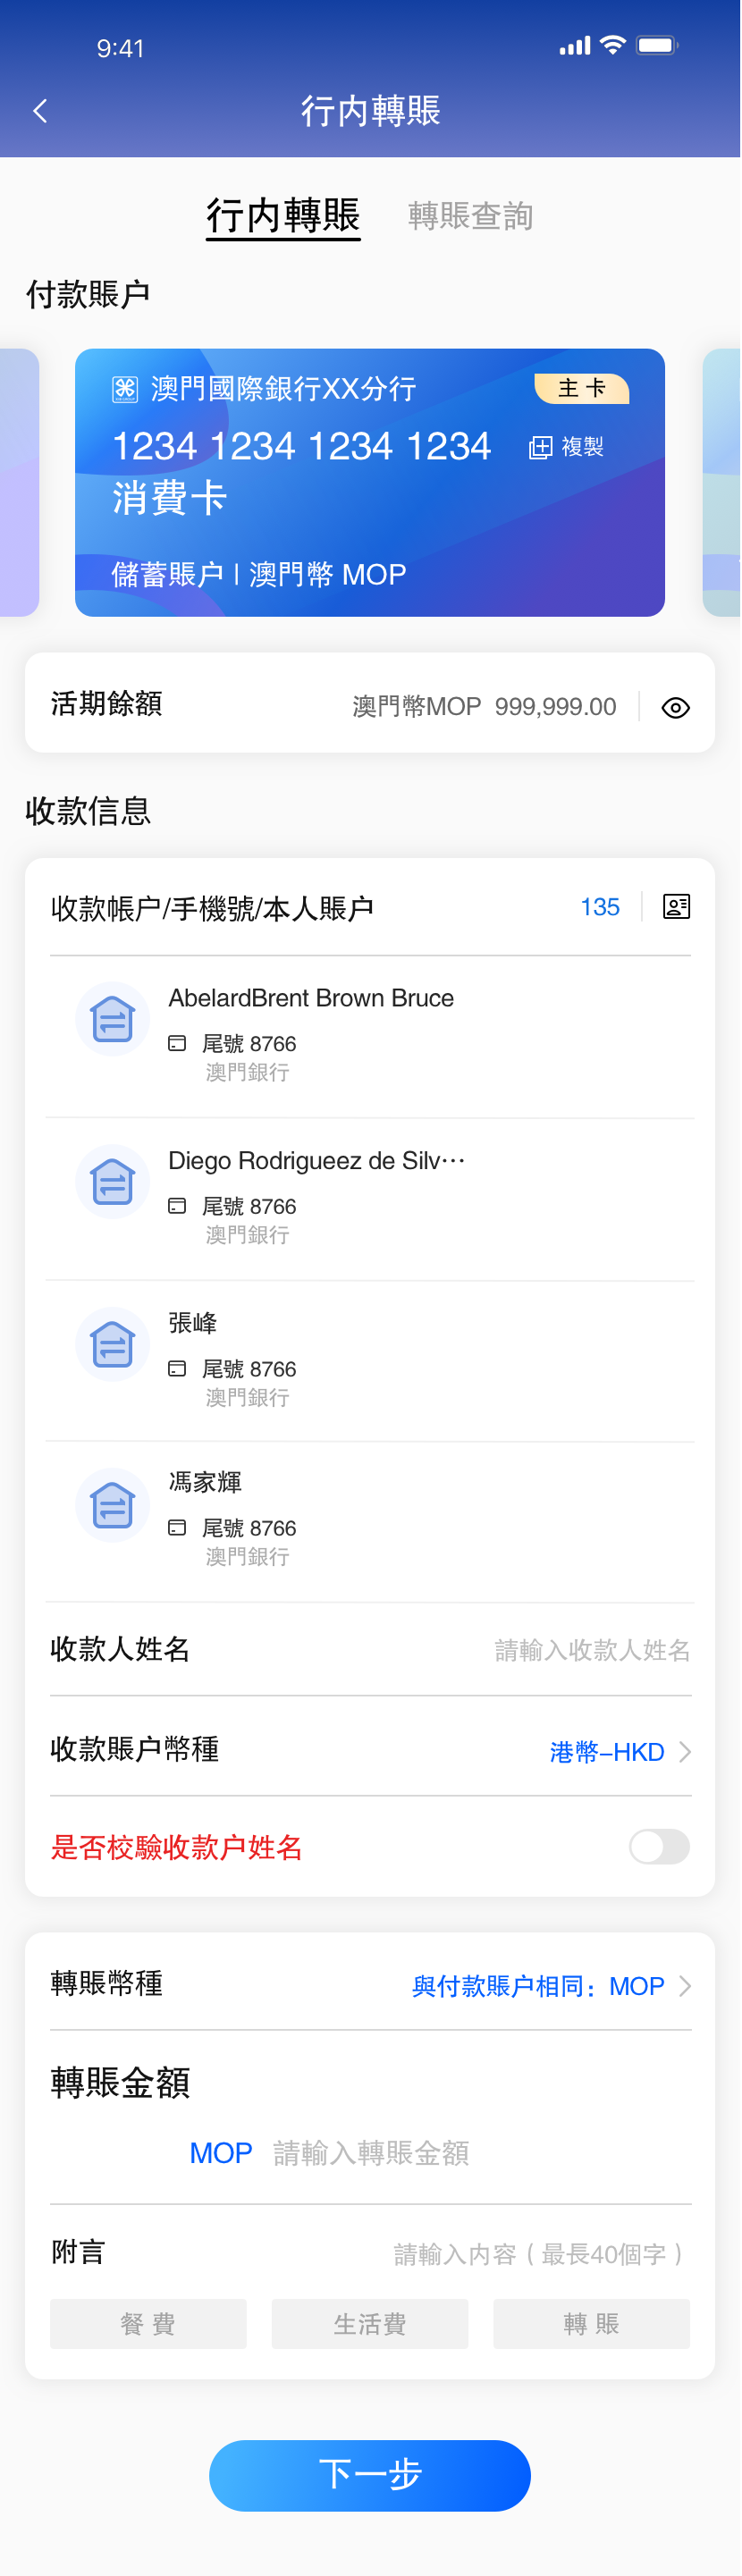 9:41
行内轉賬
行内轉賬 轉賬查詢
付款賬户
澳門國際銀行XX分行 主卡
1234 1234 1234 1234 複製
消費卡
儲蓄賬户 | 澳門幣 MOP
活期餘額 澳門幣MOP 999,999.00
收款信息
收款帳户/手機號/本人賬户 135
AbelardBrent Brown Bruce
尾號 8766
澳門銀行
Diego Rodrigueez de Silv…
尾號 8766
澳門銀行
張峰
尾號 8766
澳門銀行
馮家輝
尾號 8766
澳門銀行
收款人姓名 請輸入收款人姓名
收款賬户幣種 港幣–HKD
是否校驗收款户姓名
轉賬幣種 與付款賬户相同：MOP
轉賬金額
MOP 請輸入轉賬金額
附言 請輸入内容（最長40個字）
餐費 生活費 轉賬
下一步